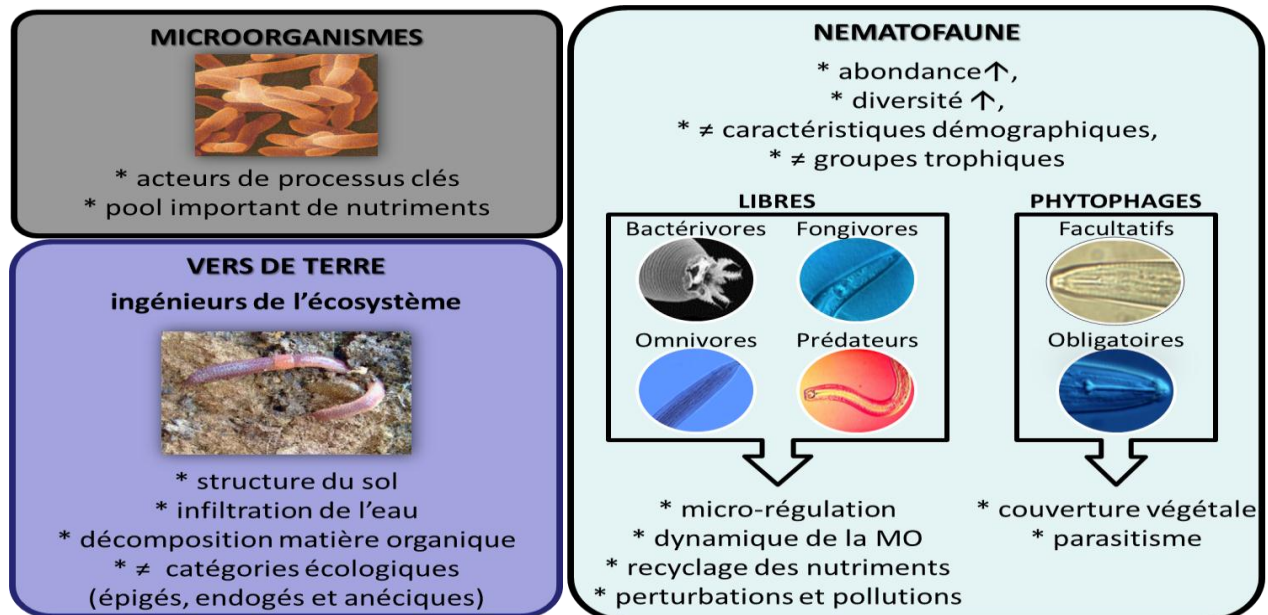 MICROORGANISMES
* acteurs de processus clés
* pool important de nutriments
VERS DE TERRE
ingénieurs de l'écosystème
* structure du sol
* infiltration de l'eau
* décomposition matière organique
* ≠ catégories écologiques
(épigés, endogés et anéciques)
NEMATOFAUNE
* abondance↑,
* diversité ↑,
* ≠ caractéristiques démographiques,
* ≠ groupes trophiques
LIBRES
Bactérivores Fongivores
Omnivores Prédateurs
* micro-régulation
* dynamique de la MO
* recyclage des nutriments
* perturbations et pollutions
PHYTOPHAGES
Facultatifs
Obligatoires
* couverture végétale
* parasitisme